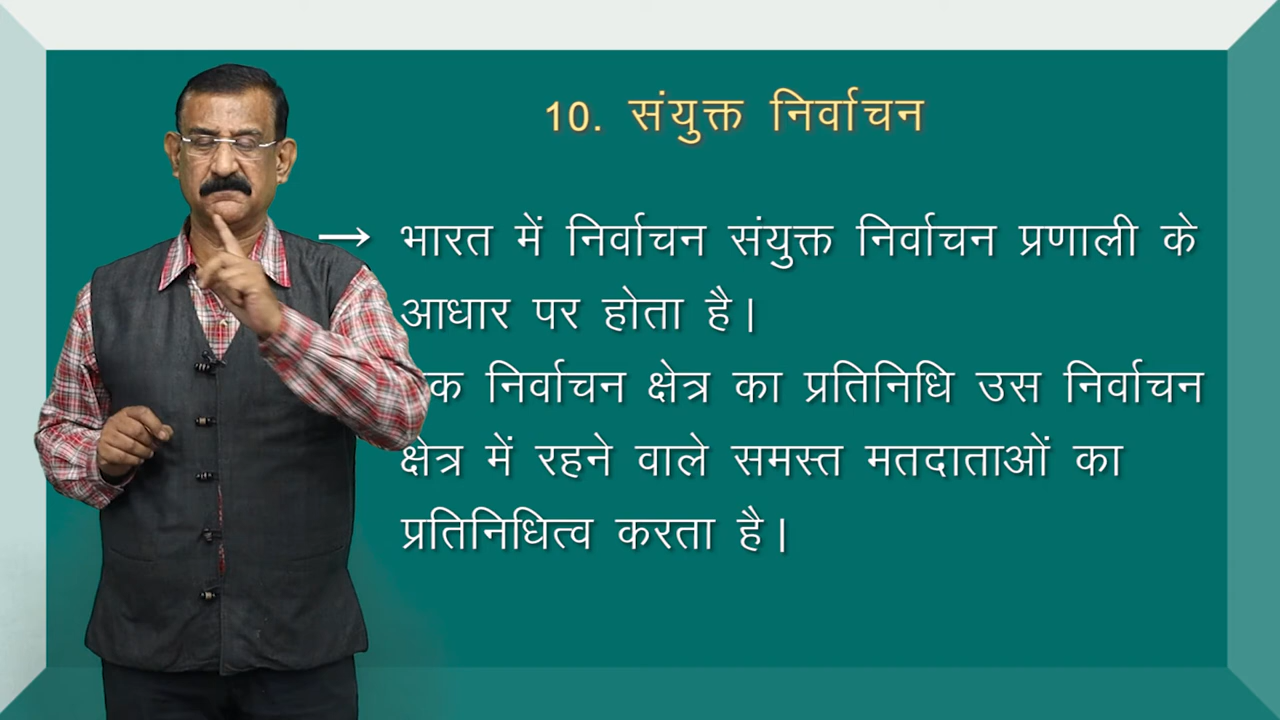 10. संयुक्त निर्वाचन
→ भारत में निर्वाचन संयुक्त निर्वाचन प्रणाली के
आधार पर होता है।
निर्वाचन क्षेत्र का प्रतिनिधि उस निर्वाचन
क्षेत्र में रहने वाले समस्त मतदाताओं का
प्रतिनिधित्व करता है।